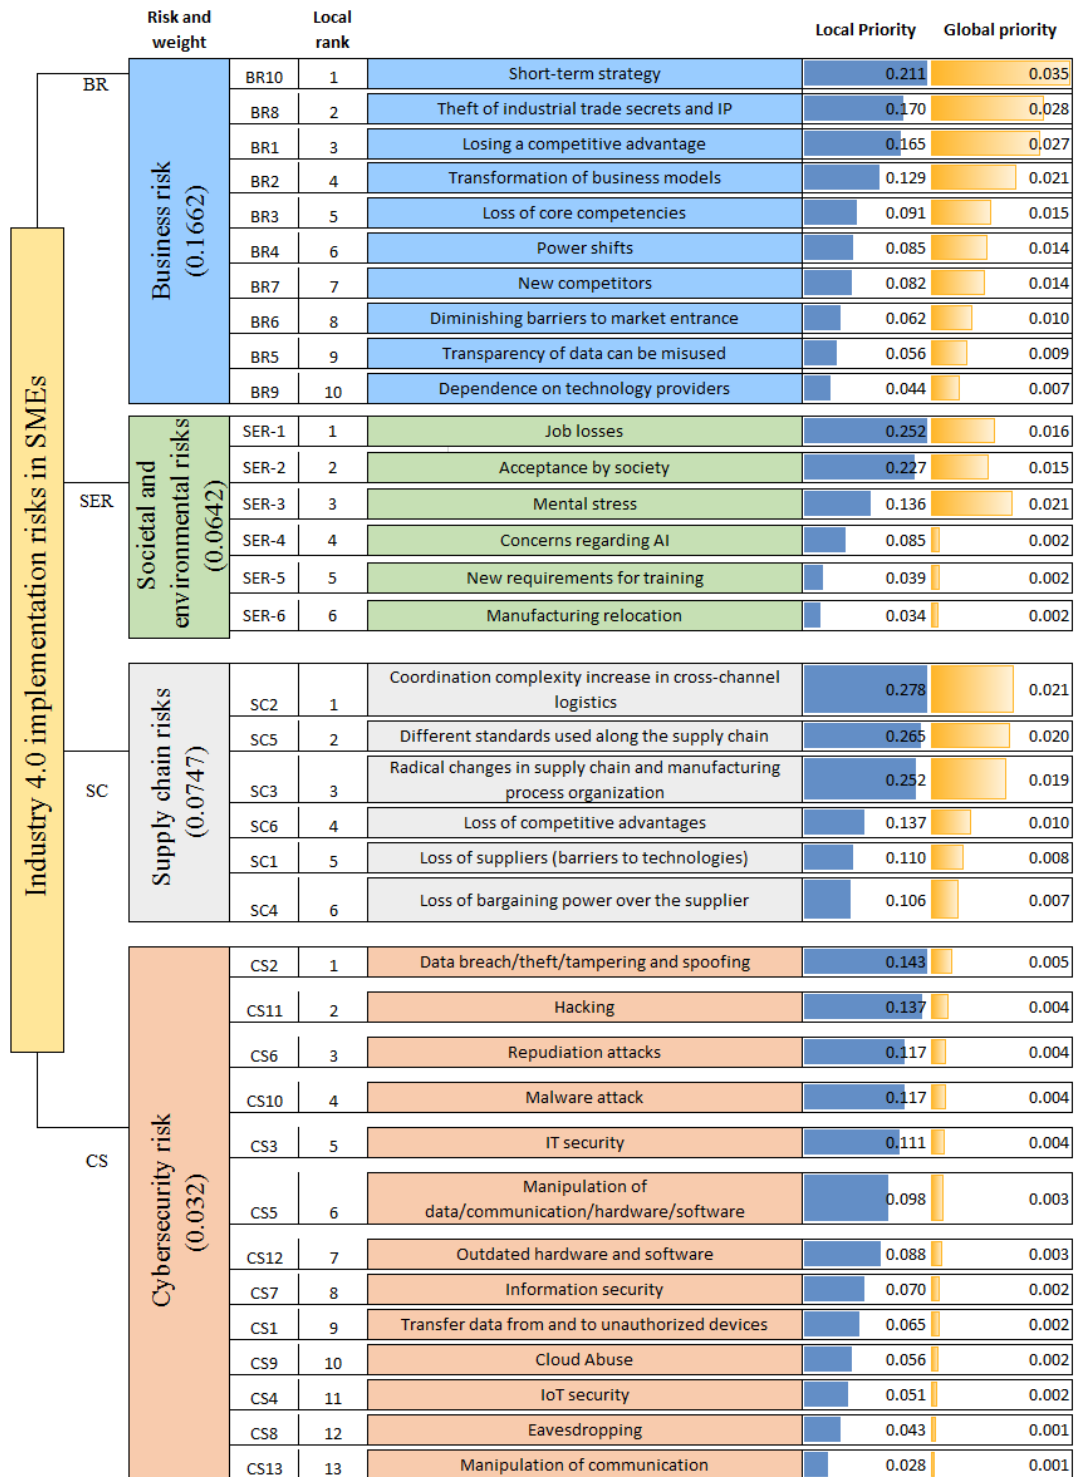 Risk and
weight
Local
rank
Local Priority
Global priority
Industry 4.0 implementation risks in SMEs
BR
Business risk
(0.1662)
BR10 1 Short-term strategy 0.211 0.035
BR8 2 Theft of industrial trade secrets and IP 0.170 0.028
BR1 3 Losing a competitive advantage 0.165 0.027
BR2 4 Transformation of business models 0.129 0.021
BR3 5 Loss of core competencies 0.091 0.015
BR4 6 Power shifts 0.085 0.014
BR7 7 New competitors 0.082 0.014
BR6 8 Diminishing barriers to market entrance 0.062 0.010
BR5 9 Transparency of data can be misused 0.056 0.009
BR9 10 Dependence on technology providers 0.044 0.007
SER
Societal and
environmental risks
(0.0642)
SER-1 1 Job losses 0.252 0.016
SER-2 2 Acceptance by society 0.227 0.015
SER-3 3 Mental stress 0.136 0.021
SER-4 4 Concerns regarding AI 0.085 0.002
SER-5 5 New requirements for training 0.039 0.002
SER-6 6 Manufacturing relocation 0.034 0.002
SC
Supply chain risks
(0.0747)
Coordination complexity increase in cross-channel
SC2 1 logistics 0.278 0.021
SC5 2 Different standards used along the supply chain 0.265 0.020
Radical changes in supply chain and manufacturing
SC3 3 process organization 0.252 0.019
SC6 4 Loss of competitive advantages 0.137 0.010
SC1 5 Loss of suppliers (barriers to technologies) 0.110 0.008
SC4 6 Loss of bargaining power over the supplier 0.106 0.007
CS
Cybersecurity risk
(0.032)
CS2 1 Data breach/theft/tampering and spoofing 0.143 0.005
CS11 2 Hacking 0.137 0.004
CS6 3 Repudiation attacks 0.117 0.004
CS10 4 Malware attack 0.117 0.004
CS3 5 IT security 0.111 0.004
Manipulation of
CS5 6 data/communication/hardware/software 0.098 0.003
CS12 7 Outdated hardware and software 0.088 0.003
CS7 8 Information security 0.070 0.002
CS1 9 Transfer data from and to unauthorized devices 0.065 0.002
CS9 10 Cloud Abuse 0.056 0.002
CS4 11 IoT security 0.051 0.002
CS8 12 Eavesdropping 0.043 0.001
CS13 13 Manipulation of communication 0.028 0.001